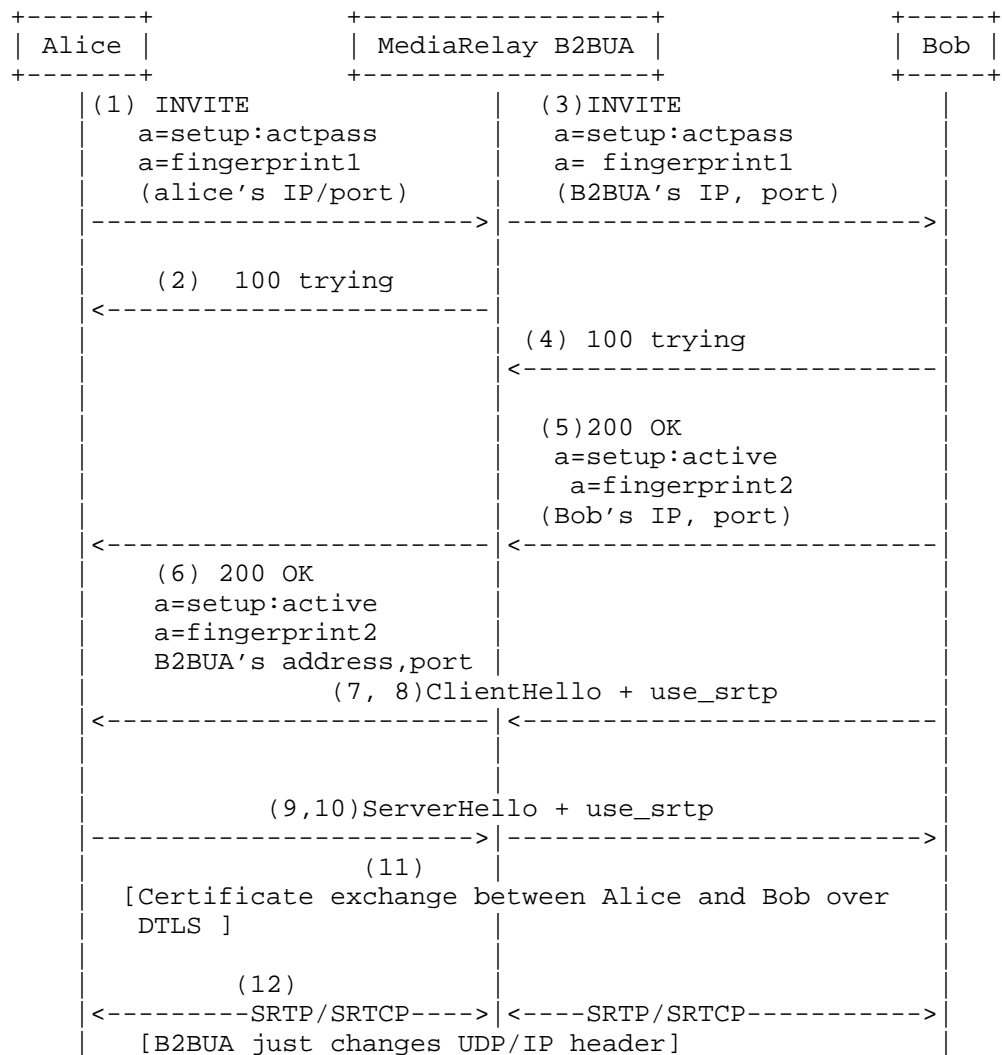 Alice MediaRelay B2BUA Bob
(1) INVITE (3)INVITE
a=setup:actpass a=setup:actpass
a=fingerprint1 a= fingerprint1
(alice's IP/port) (B2BUA's IP, port)
(2) 100 trying
(4) 100 trying
(5)200 OK
a=setup:active
a=fingerprint2
(Bob's IP, port)
(6) 200 OK
a=setup:active
a=fingerprint2
B2BUA's address,port
(7, 8)ClientHello + use_srtp
(9,10)ServerHello + use_srtp
(11)
[Certificate exchange between Alice and Bob over
DTLS ]
(12)
SRTP/SRTCP SRTP/SRTCP
[B2BUA just changes UDP/IP header]